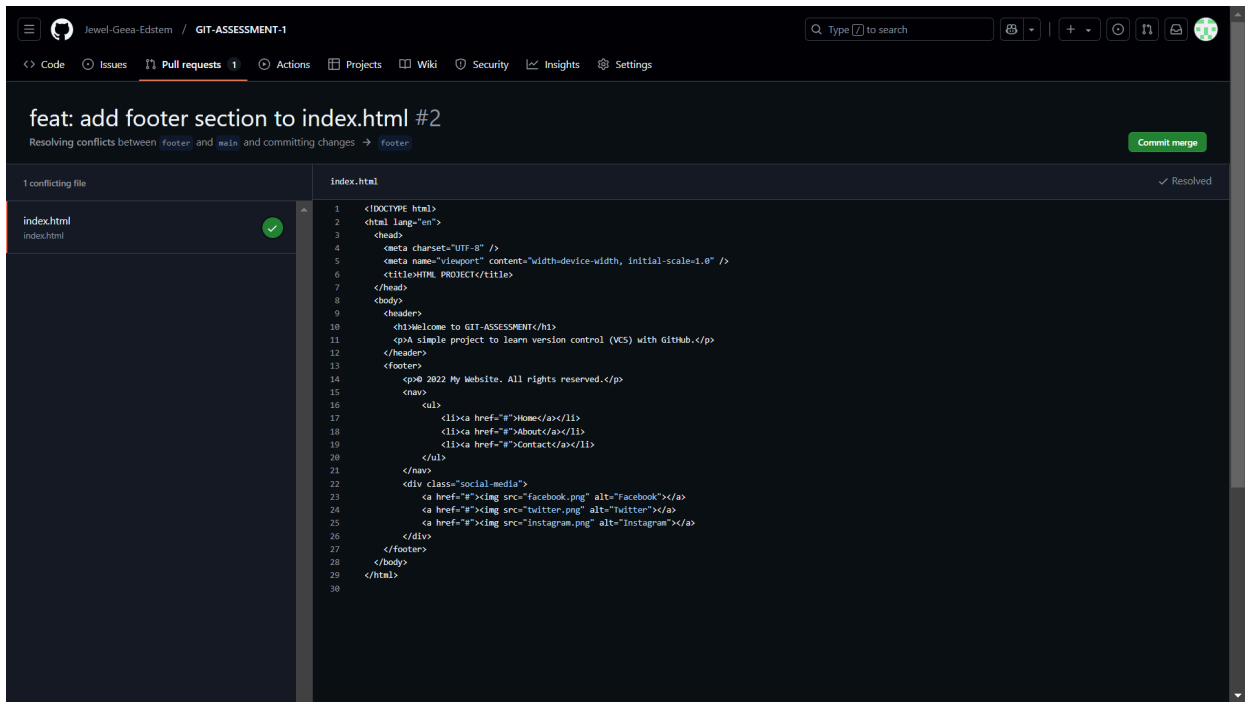 Jewel-Geea-Edstem / GIT-ASSESSMENT-1
Type / to search
Code Issues Pull requests 1 Actions Projects Wiki Security Insights Settings
feat: add footer section to index.html #2
Resolving conflicts between footer and main and committing changes → footer
Commit merge
1 conflicting file
index.html
index.html
index.html
Resolved
1 <!DOCTYPE html>
2 <html lang="en">
3 <head>
4 <meta charset="UTF-8" />
5 <meta name="viewport" content="width=device-width, initial-scale=1.0" />
6 <title>HTML PROJECT</title>
7 </head>
8 <body>
9 <header>
10 <h1>Welcome to GIT-ASSESSMENT</h1>
11 <p>A simple project to learn version control (VCS) with GitHub.</p>
12 </header>
13 <footer>
14 <p>© 2022 My Website. All rights reserved.</p>
15 <nav>
16 <ul>
17 <li><a href="#">Home</a></li>
18 <li><a href="#">About</a></li>
19 <li><a href="#">Contact</a></li>
20 </ul>
21 </nav>
22 <div class="social-media">
23 <a href="#"><img src="facebook.png" alt="Facebook"></a>
24 <a href="#"><img src="twitter.png" alt="Twitter"></a>
25 <a href="#"><img src="instagram.png" alt="Instagram"></a>
26 </div>
27 </footer>
28 </body>
29 </html>
30